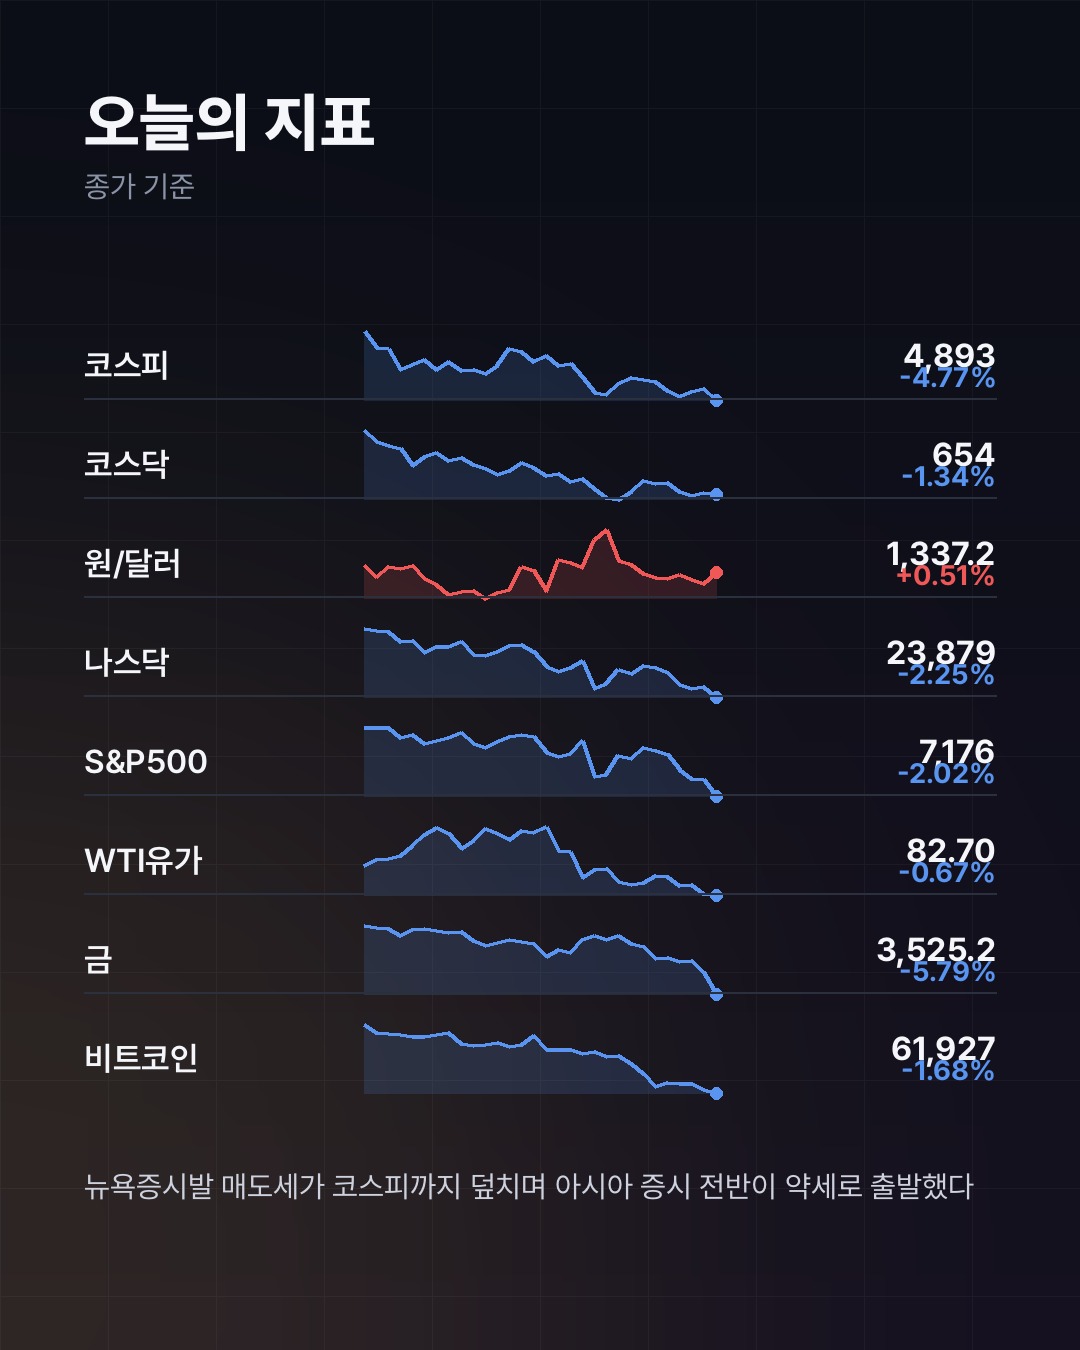 오늘의 지표
종가 기준
코스피
4,893
-4.77%
코스닥
654
-1.34%
원/달러
1,337.2
+0.51%
나스닥
23,879
-2.25%
S&P500
7,176
-2.02%
WTI유가
82.70
-0.67%
금
3,525.2
-5.79%
비트코인
61,927
-1.68%
뉴욕증시발 매도세가 코스피까지 덮치며 아시아 증시 전반이 약세로 출발했다